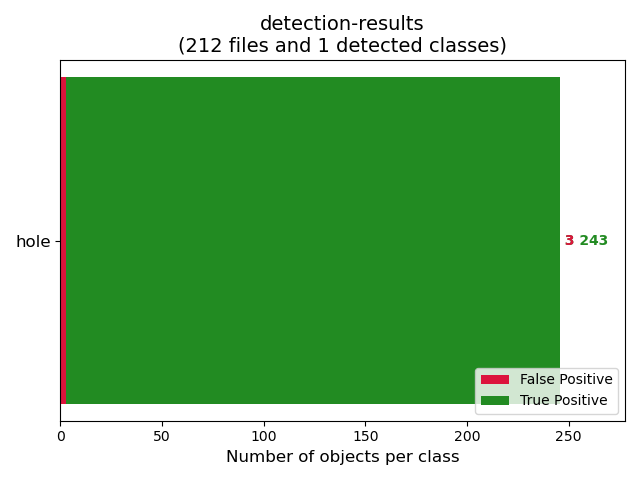 detection-results
(212 files and 1 detected classes)
hole
3 243
False Positive
True Positive
0 50 100 150 200 250
Number of objects per class